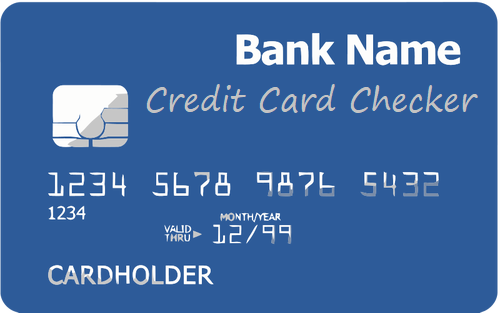 Bank Name
Credit Card Checker
1234 5678 9876 5432
1234
MONTH/YEAR
VALID THRU 12/99
CARDHOLDER